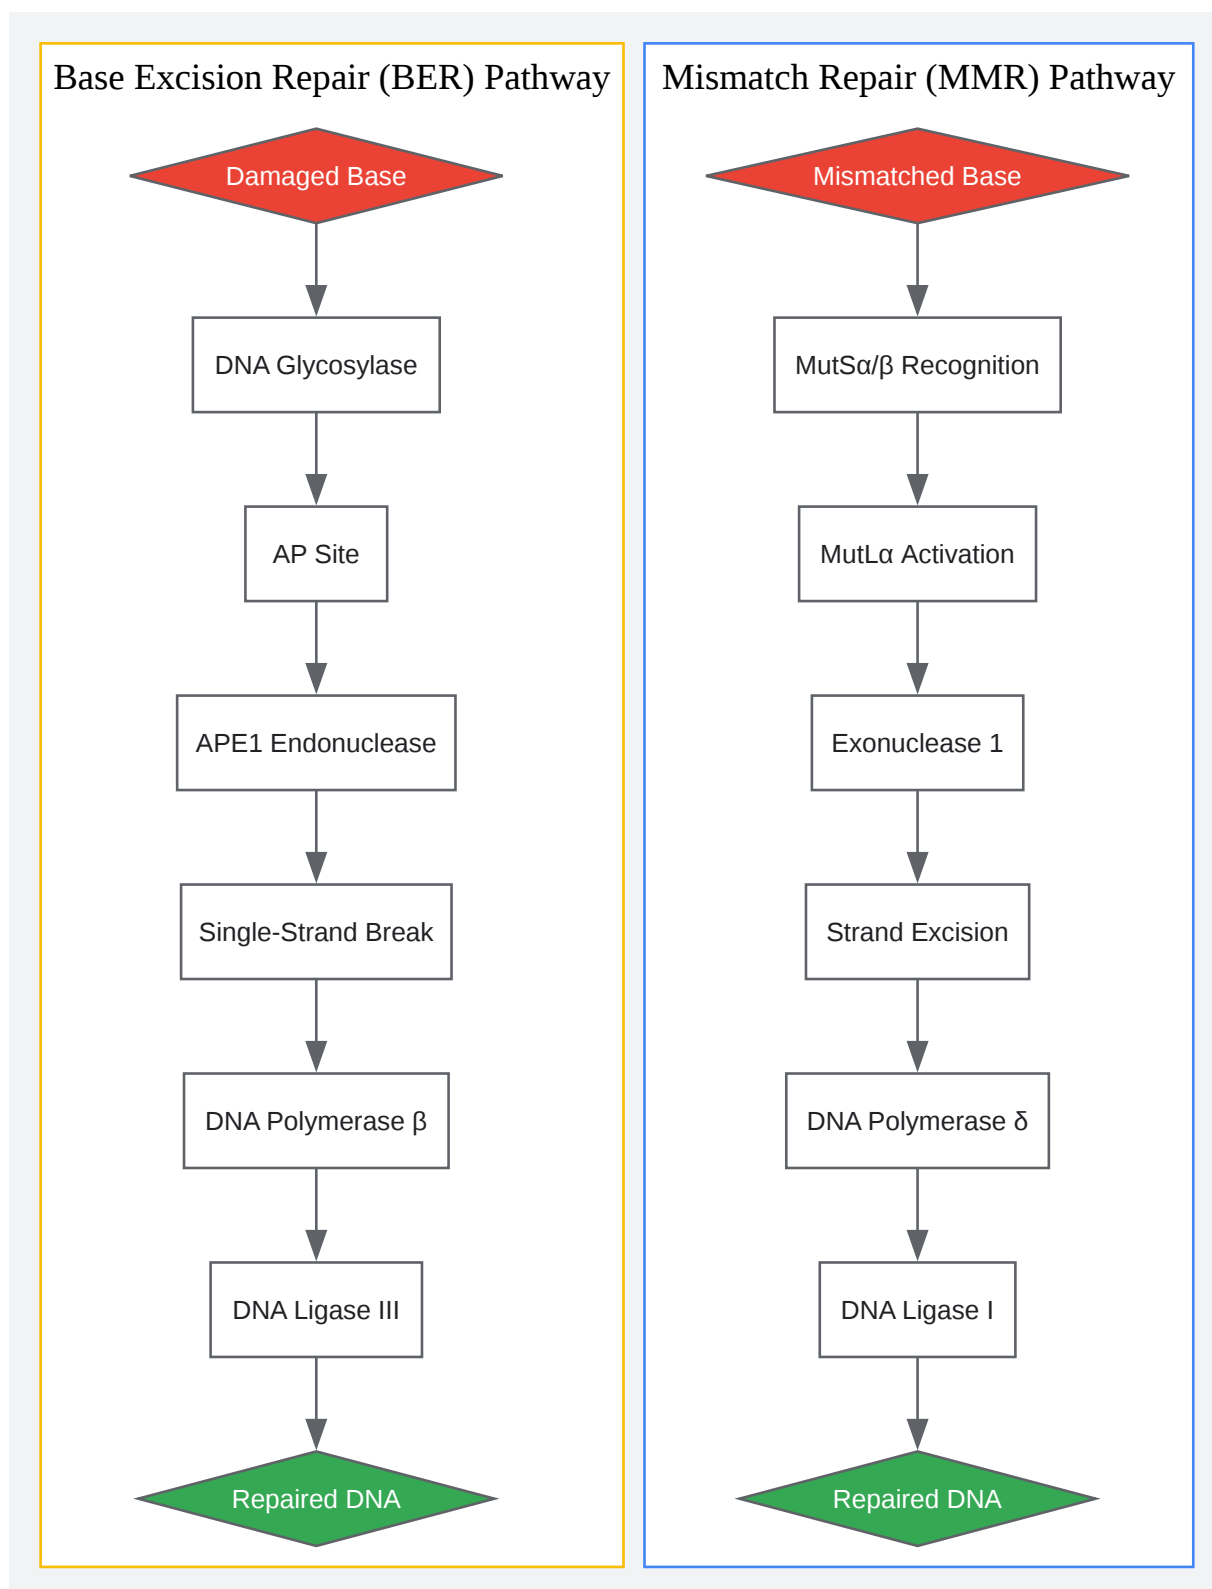 Base Excision Repair (BER) Pathway
Damaged Base
DNA Glycosylase
AP Site
APE1 Endonuclease
Single-Strand Break
DNA Polymerase β
DNA Ligase III
Repaired DNA
Mismatch Repair (MMR) Pathway
Mismatched Base
MutSα/β Recognition
MutLα Activation
Exonuclease 1
Strand Excision
DNA Polymerase δ
DNA Ligase I
Repaired DNA